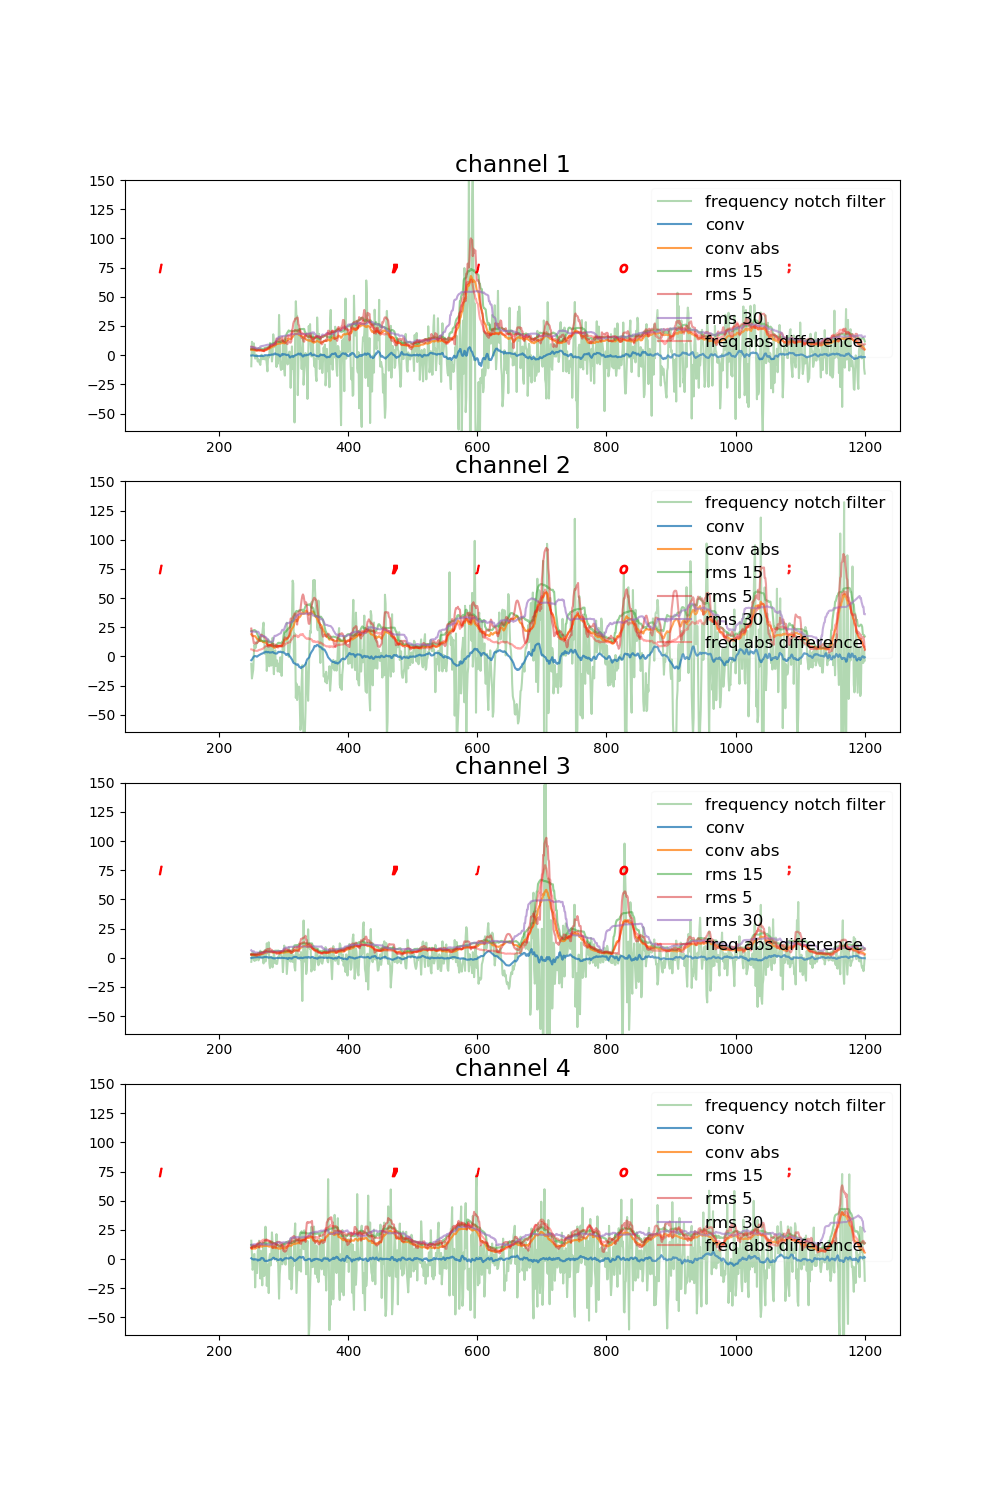 channel 1
150
125
100
75
50
25
0
−25
−50
frequency notch filter
conv
conv abs
rms 15
rms 5
rms 30
freq abs difference
o
;
200 400 600 800 1000 1200
channel 2
150
125
100
75
50
25
0
−25
−50
frequency notch filter
conv
conv abs
rms 15
rms 5
rms 30
freq abs difference
o
;
200 400 600 800 1000 1200
channel 3
150
125
100
75
50
25
0
−25
−50
frequency notch filter
conv
conv abs
rms 15
rms 5
rms 30
freq abs difference
o
;
200 400 600 800 1000 1200
channel 4
150
125
100
75
50
25
0
−25
−50
frequency notch filter
conv
conv abs
rms 15
rms 5
rms 30
freq abs difference
o
;
200 400 600 800 1000 1200